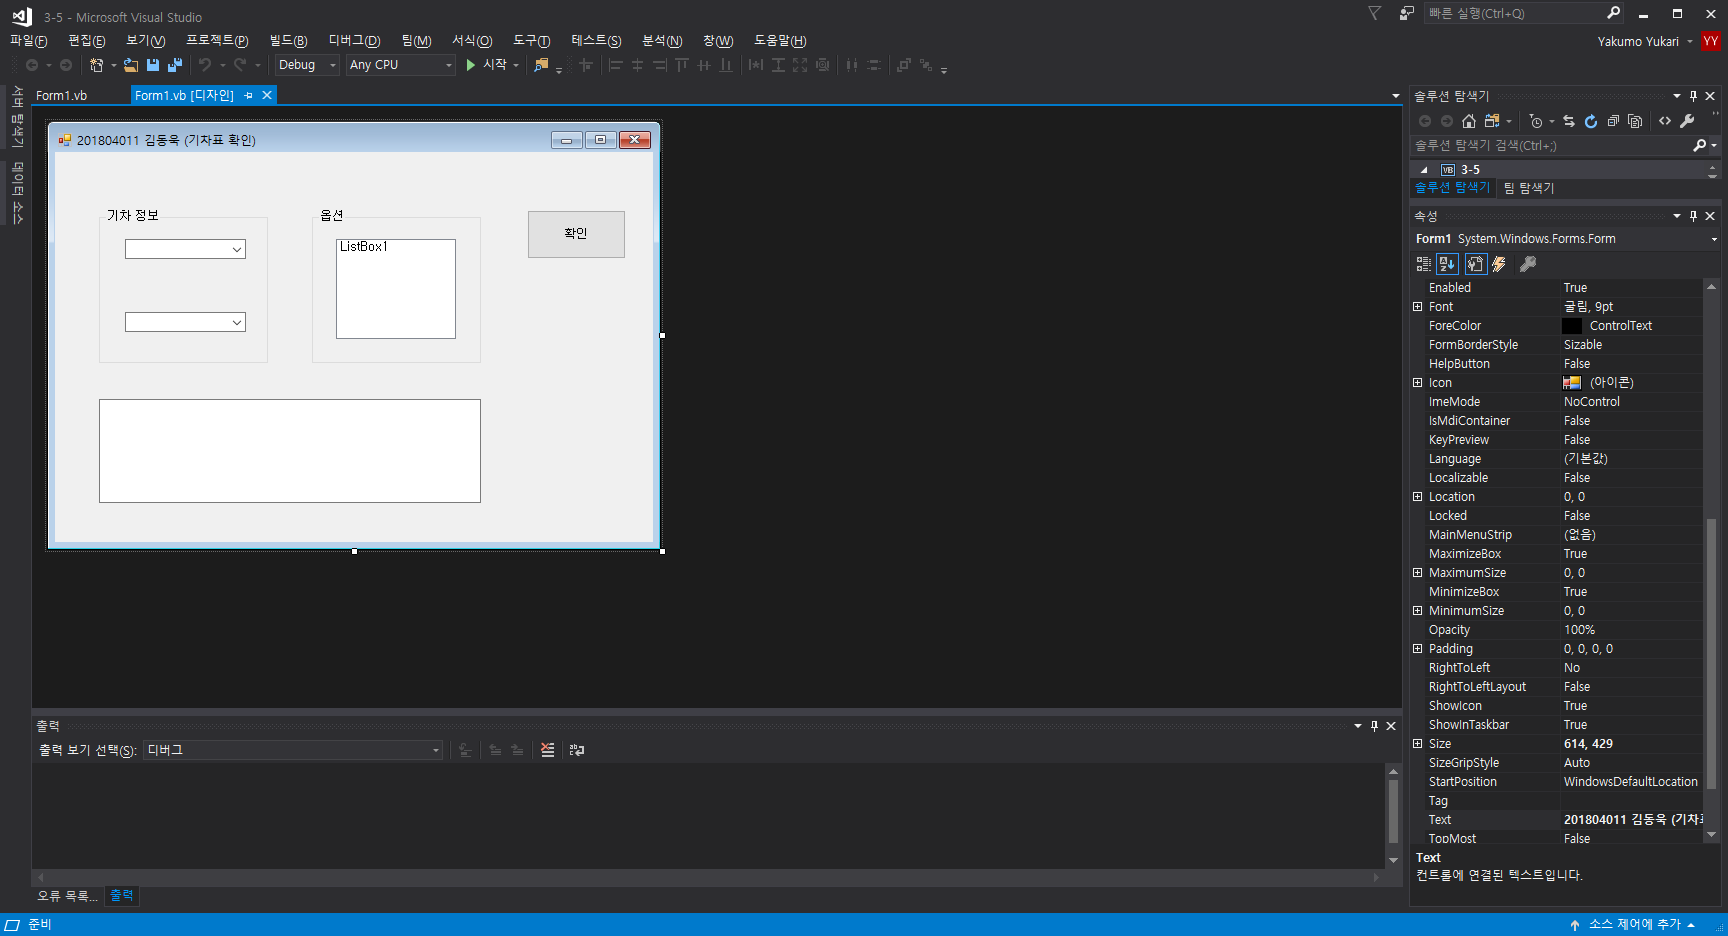 3-5 - Microsoft Visual Studio
빠른 실행(Ctrl+Q)
파일(F) 편집(E) 보기(V) 프로젝트(P) 빌드(B) 디버그(D) 팀(M) 서식(O) 도구(T) 테스트(S) 분석(N) 창(W) 도움말(H)
Yakumo Yukari YY
Debug Any CPU 시작
서버 탐색기
데이터 소스
Form1.vb Form1.vb [디자인]
201804011 김동욱 (기차표 확인)
기차 정보
옵션
확인
ListBox1
출력
출력 보기 선택(S): 디버그
오류 목록... 출력
솔루션 탐색기
솔루션 탐색기 검색(Ctrl+;)
VB 3-5
솔루션 탐색기 팀 탐색기
속성
Form1 System.Windows.Forms.Form
Enabled True
Font 굴림, 9pt
ForeColor ControlText
FormBorderStyle Sizable
HelpButton False
Icon (아이콘)
ImeMode NoControl
IsMdiContainer False
KeyPreview False
Language (기본값)
Localizable False
Location 0, 0
Locked False
MainMenuStrip (없음)
MaximizeBox True
MaximumSize 0, 0
MinimizeBox True
MinimumSize 0, 0
Opacity 100%
Padding 0, 0, 0, 0
RightToLeft No
RightToLeftLayout False
ShowIcon True
ShowInTaskbar True
Size 614, 429
SizeGripStyle Auto
StartPosition WindowsDefaultLocation
Tag
Text 201804011 김동욱 (기차표
TopMost False
Text
컨트롤에 연결된 텍스트입니다.
준비
소스 제어에 추가